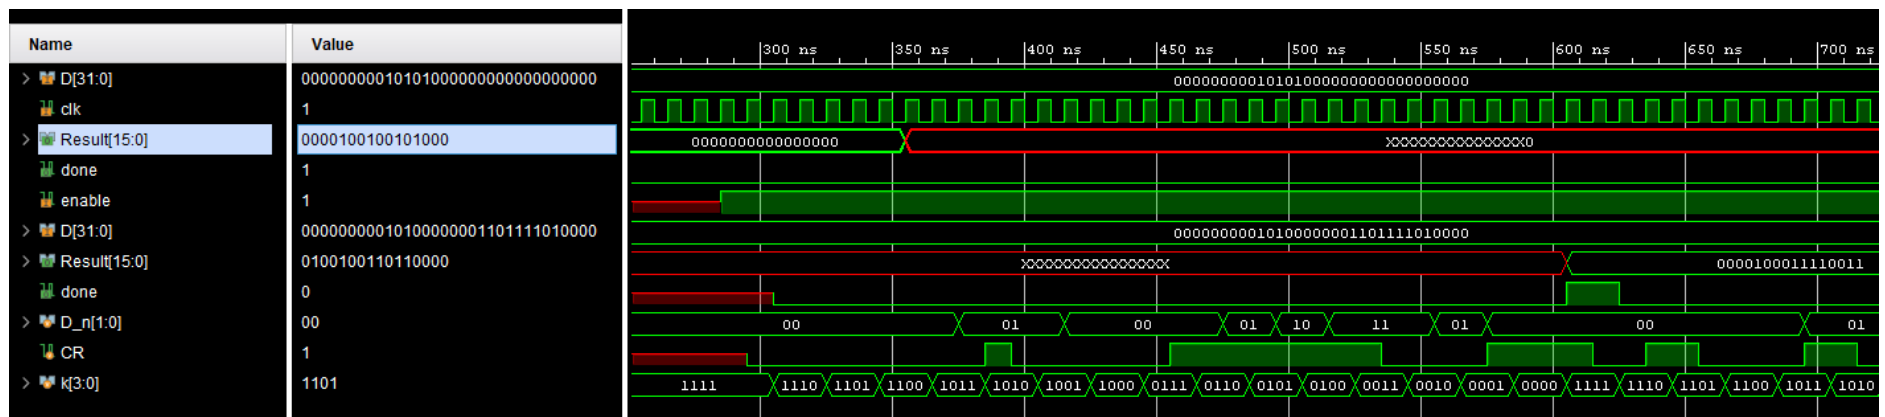 Name Value
300 ns 350 ns 400 ns 450 ns 500 ns 550 ns 600 ns 650 ns 700 ns
D[31:0] 00000000010101000000000000000000 00000000010101000000000000000000
clk 1
Result[15:0] 0000100100101000 0000000000000000 XXXXXXXXXXXXXXX0
done 1
enable 1
D[31:0] 00000000010100000001101111010000 00000000010100000001101111010000
Result[15:0] 0100100110110000 XXXXXXXXXXXXXXXX 0000100011110011
done 0
D_n[1:0] 00 00 01 00 01 10 11 01 00 01
CR 1
k[3:0] 1101 1111 1110 1101 1100 1011 1010 1001 1000 0111 0110 0101 0100 0011 0010 0001 0000 1111 1110 1101 1100 1011 1010